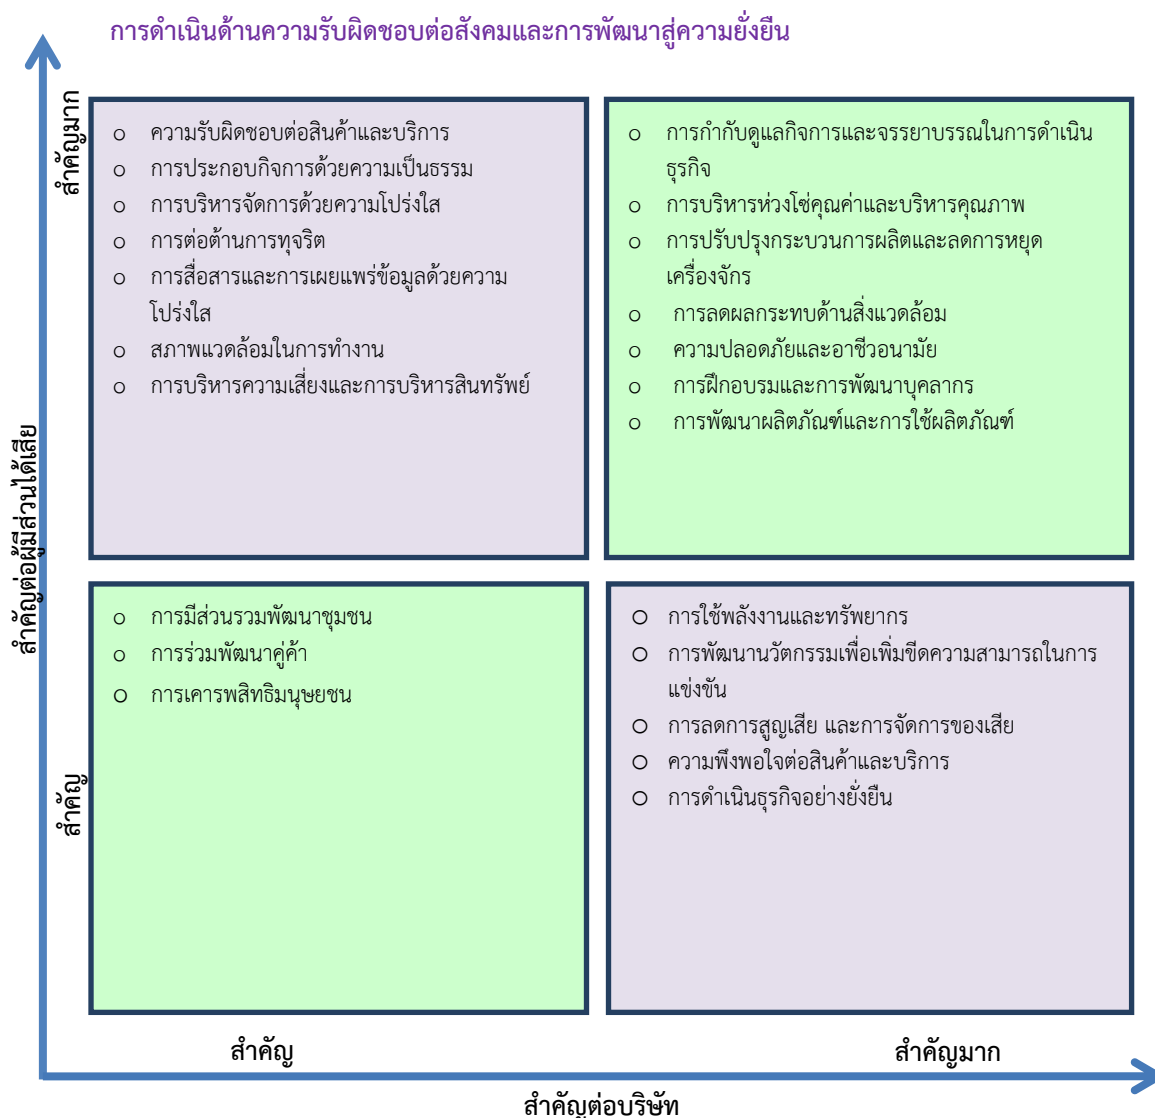 การดำเนินด้านความรับผิดชอบต่อสังคมและการพัฒนาสู่ความยั่งยืน
สำคัญต่อผู้มีส่วนได้เสีย
สำคัญมาก
o ความรับผิดชอบต่อสินค้าและบริการ
o การประกอบกิจการด้วยความเป็นธรรม
o การบริหารจัดการด้วยความโปร่งใส
o การต่อต้านการทุจริต
o การสื่อสารและการเผยแพร่ข้อมูลด้วยความ
โปร่งใส
o สภาพแวดล้อมในการทำงาน
o การบริหารความเสี่ยงและการบริหารสินทรัพย์
o การกำกับดูแลกิจการและจรรยาบรรณในการดำเนิน
ธุรกิจ
o การบริหารห่วงโซ่คุณค่าและบริหารคุณภาพ
o การปรับปรุงกระบวนการผลิตและลดการหยุด
เครื่องจักร
o การลดผลกระทบด้านสิ่งแวดล้อม
o ความปลอดภัยและอาชีวอนามัย
o การฝึกอบรมและการพัฒนาบุคลากร
o การพัฒนาผลิตภัณฑ์และการใช้ผลิตภัณฑ์
สำคัญ
o การมีส่วนรวมพัฒนาชุมชน
o การร่วมพัฒนาคู่ค้า
o การเคารพสิทธิมนุษยชน
o การใช้พลังงานและทรัพยากร
o การพัฒนานวัตกรรมเพื่อเพิ่มขีดความสามารถในการ
แข่งขัน
o การลดการสูญเสีย และการจัดการของเสีย
o ความพึงพอใจต่อสินค้าและบริการ
o การดำเนินธุรกิจอย่างยั่งยืน
สำคัญ
สำคัญมาก
สำคัญต่อบริษัท